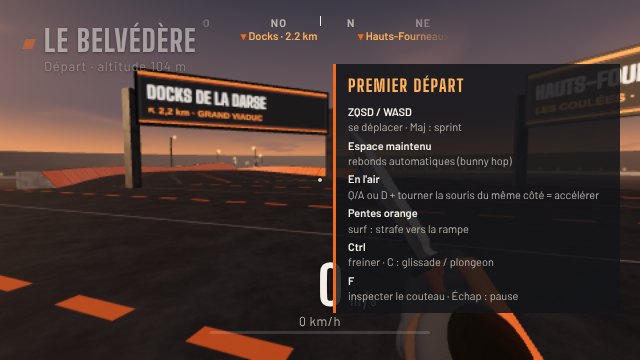 O NO N NE
▼Docks · 2.2 km ▼Hauts-Fourneaux
LE BELVÉDÈRE
Départ · altitude 104 m
DOCKS DE LA DARSE
↖ 2,2 km · GRAND VIADUC
HAUTS-FOU
LES COULÉES
PREMIER DÉPART
ZQSD / WASD
se déplacer · Maj : sprint
Espace maintenu
rebonds automatiques (bunny hop)
En l'air
Q/A ou D + tourner la souris du même côté = accélérer
Pentes orange
surf : strafe vers la rampe
Ctrl
freiner · C : glissade / plongeon
F
inspecter le couteau · Échap : pause
0
0 km/h